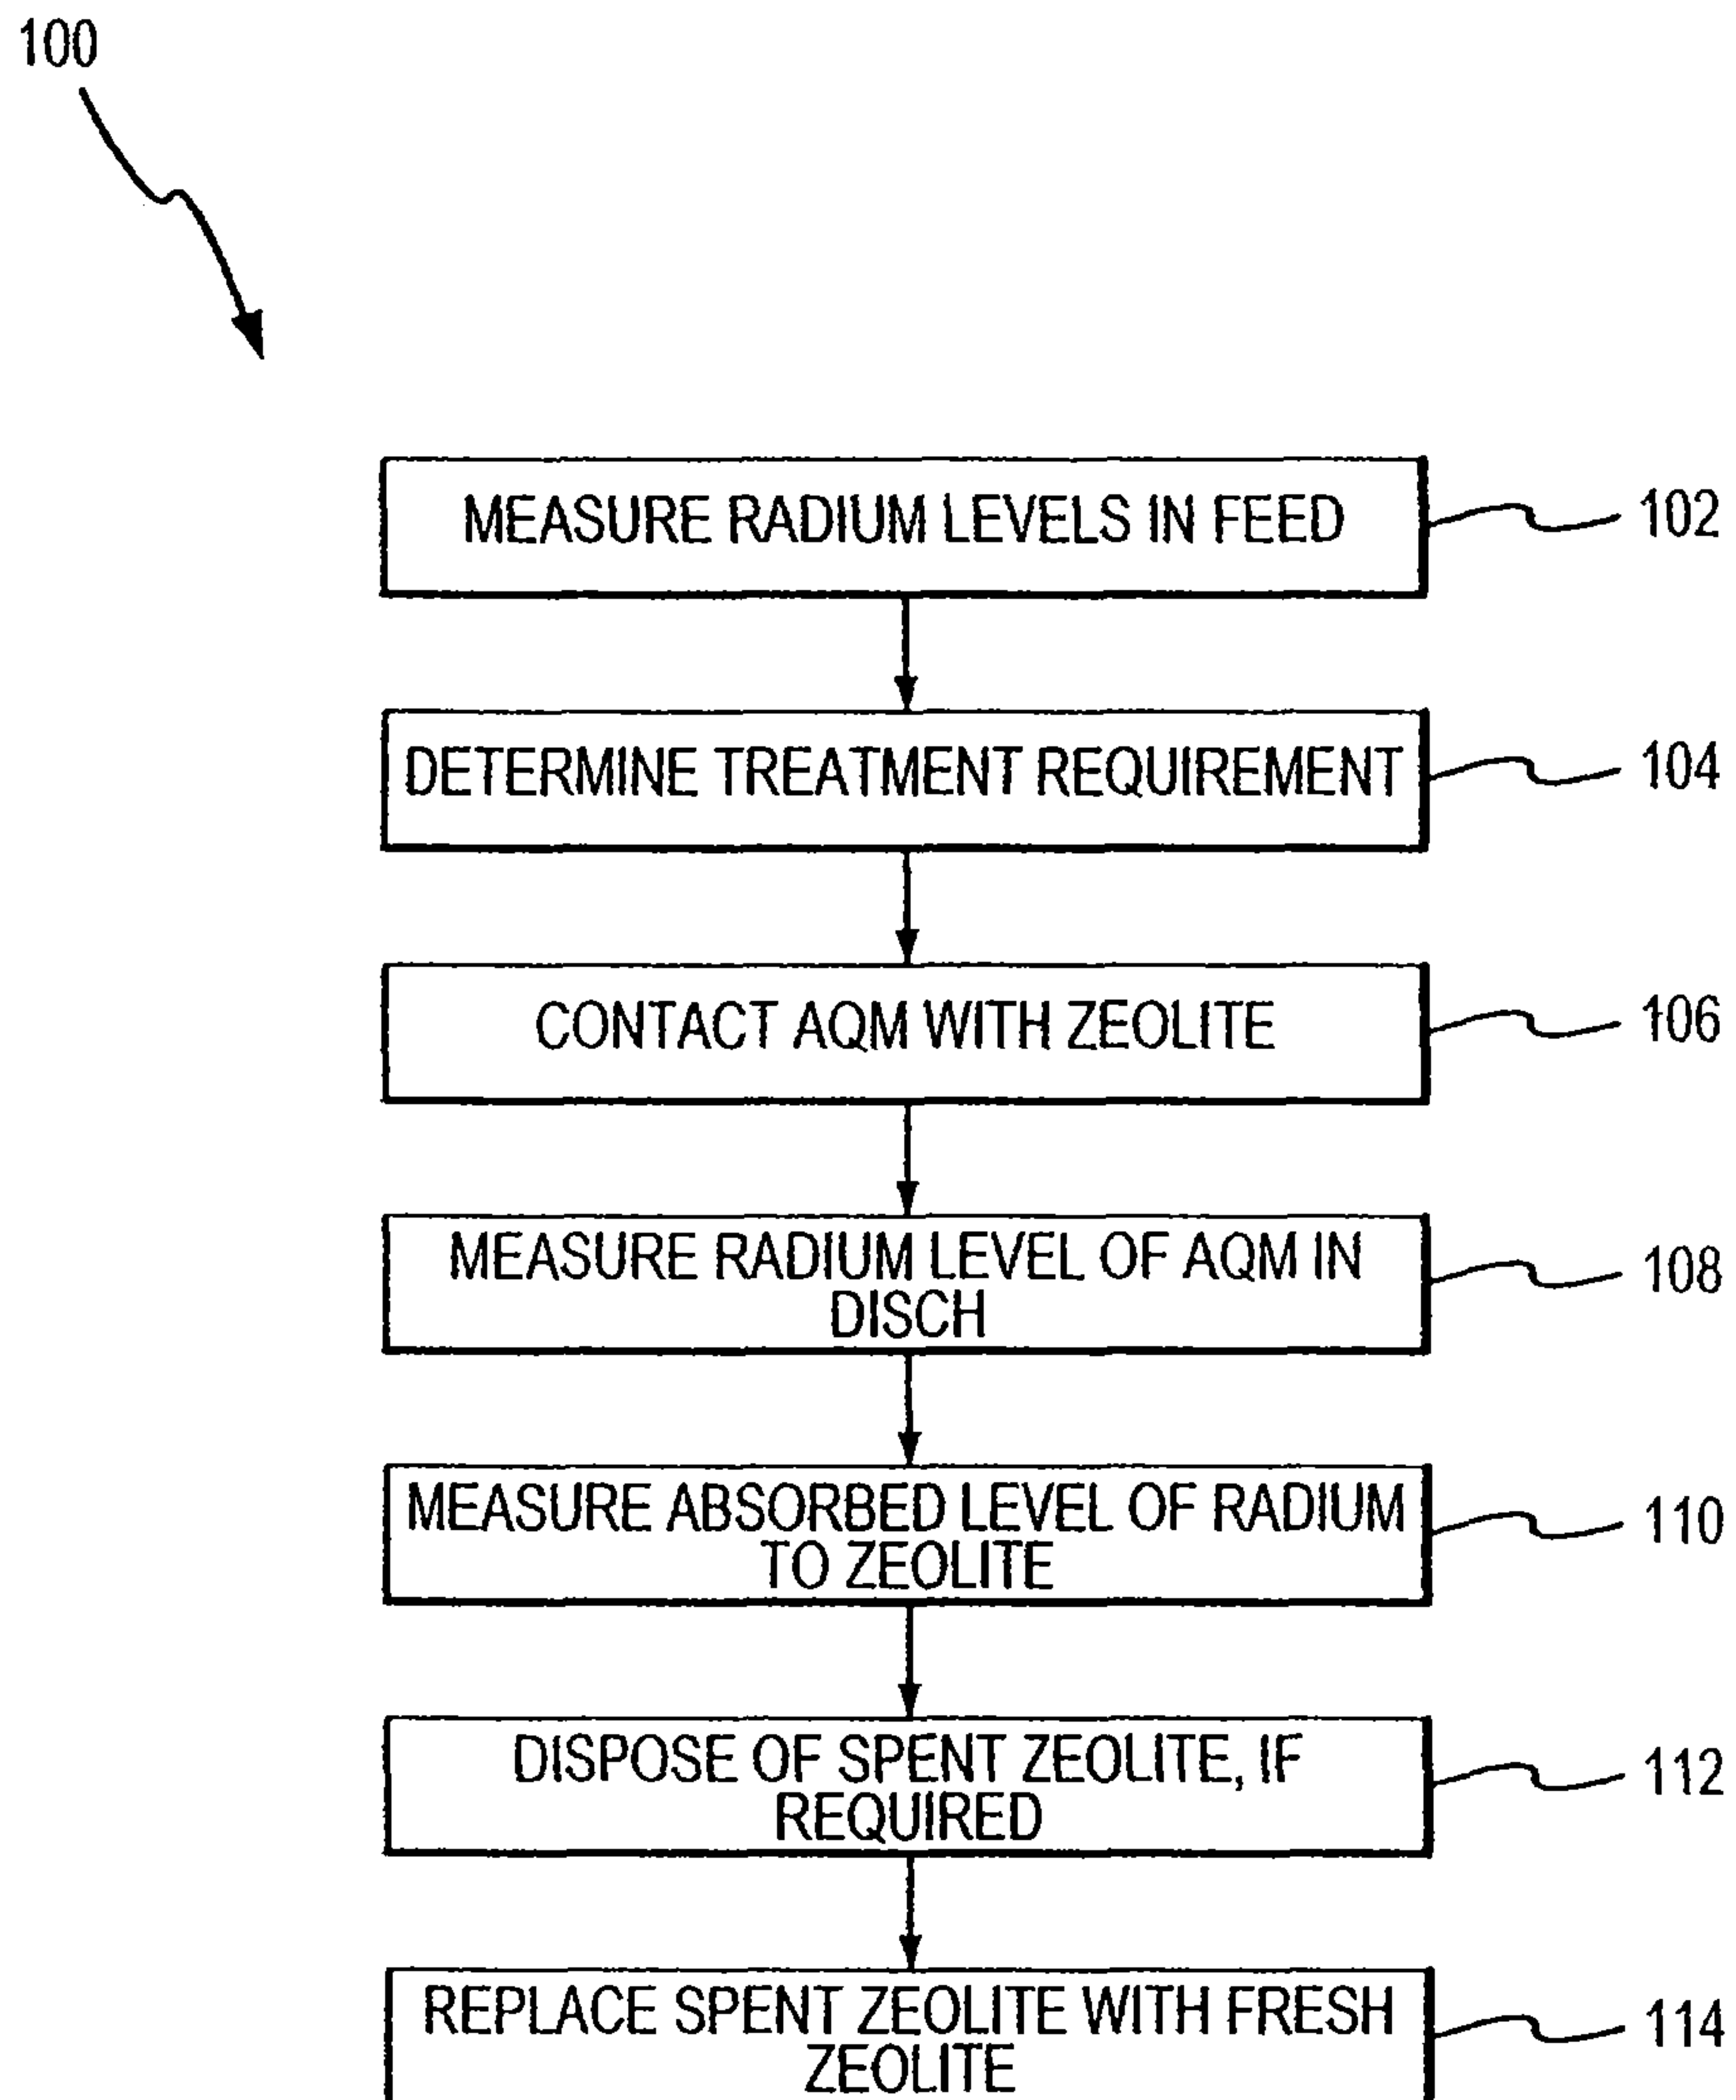 100
MEASURE RADIUM LEVELS IN FEED
102
DETERMINE TREATMENT REQUIREMENT
104
CONTACT AQM WITH ZEOLITE
106
MEASURE RADIUM LEVEL OF AQM IN
DISCH
108
MEASURE ABSORBED LEVEL OF RADIUM
TO ZEOLITE
110
DISPOSE OF SPENT ZEOLITE, IF
REQUIRED
112
REPLACE SPENT ZEOLITE WITH FRESH
ZEOLITE
114